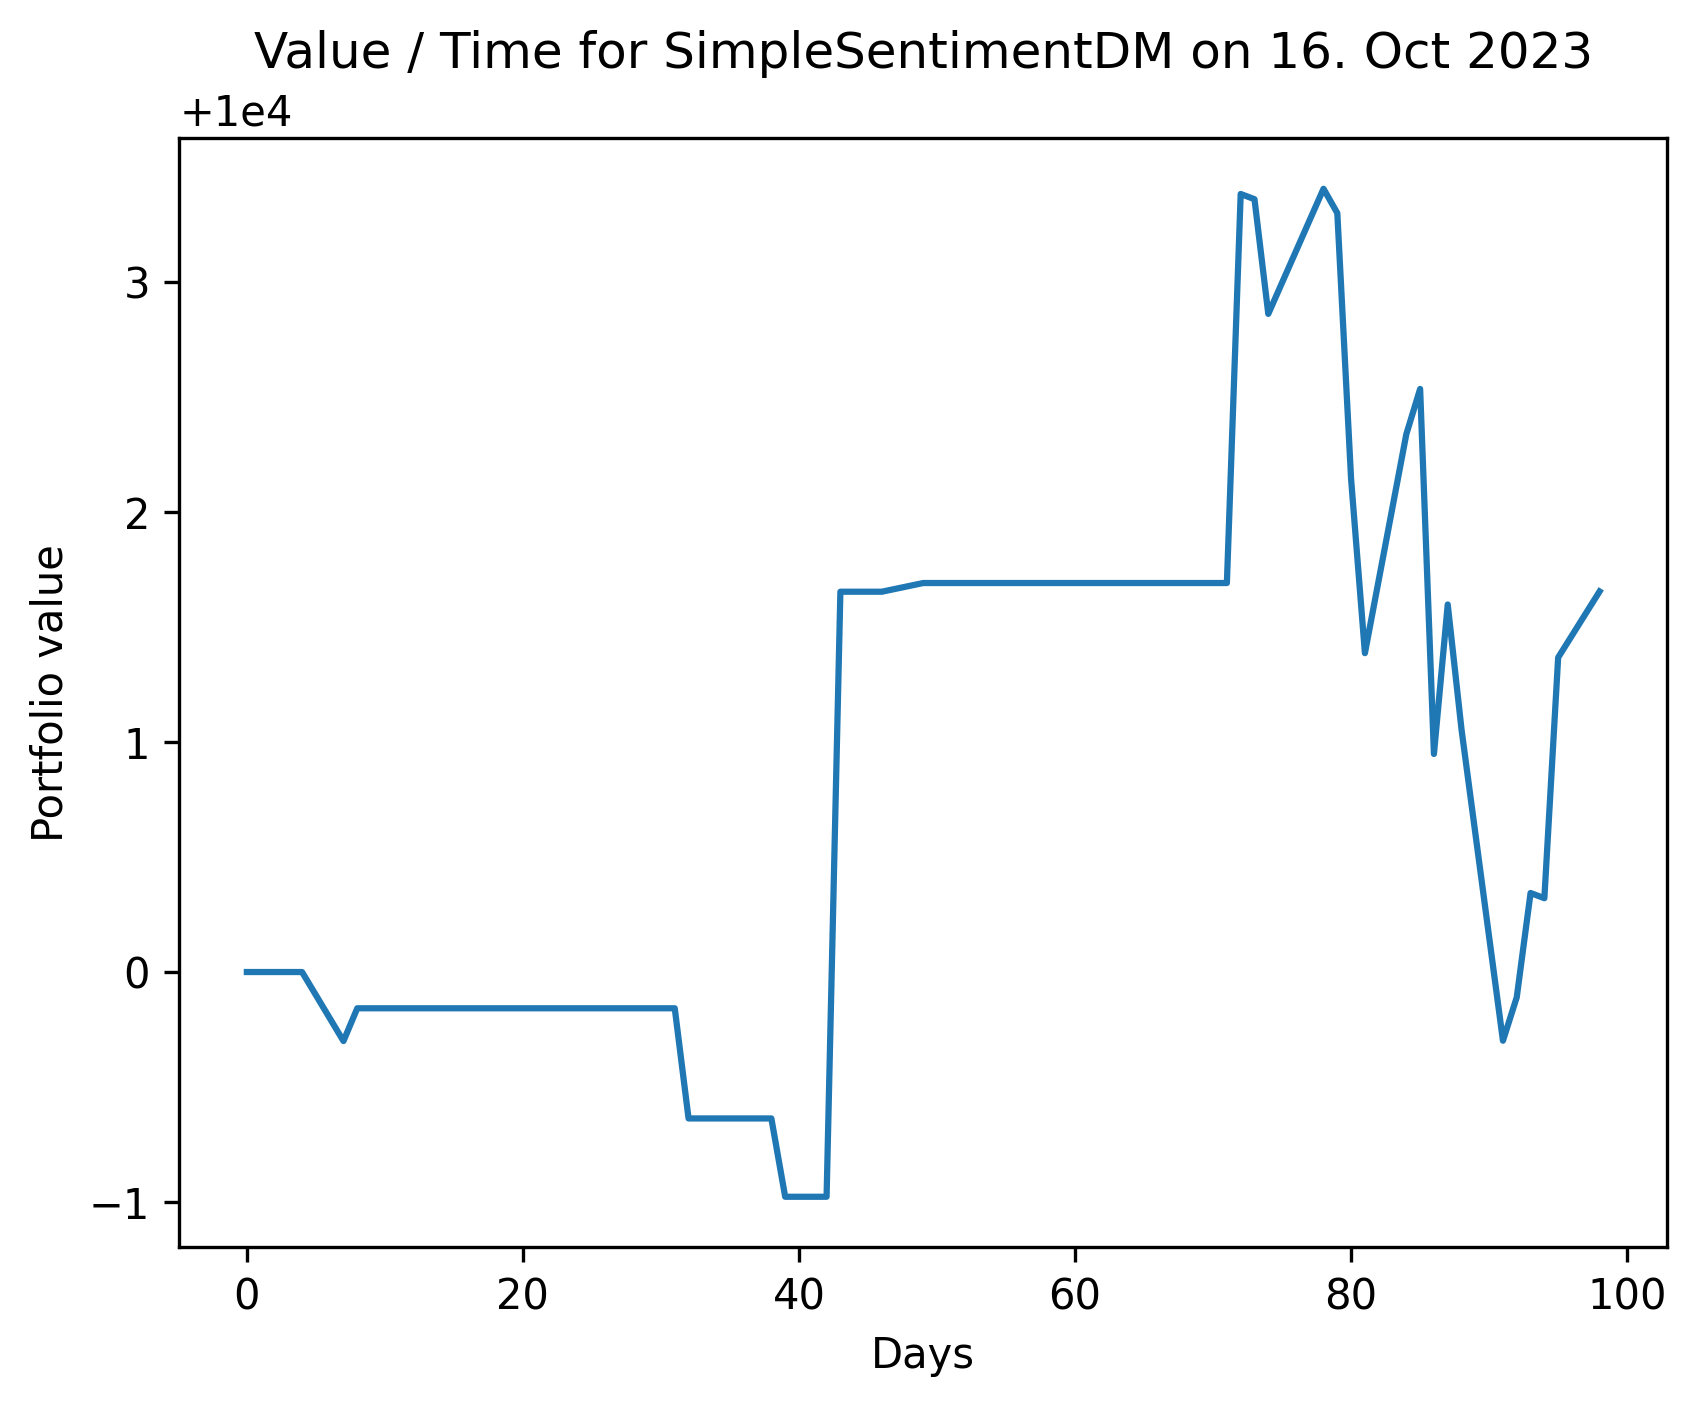 Value / Time for SimpleSentimentDM on 16. Oct 2023
+1e4
3
2
1
0
−1
Portfolio value
0 20 40 60 80 100
Days